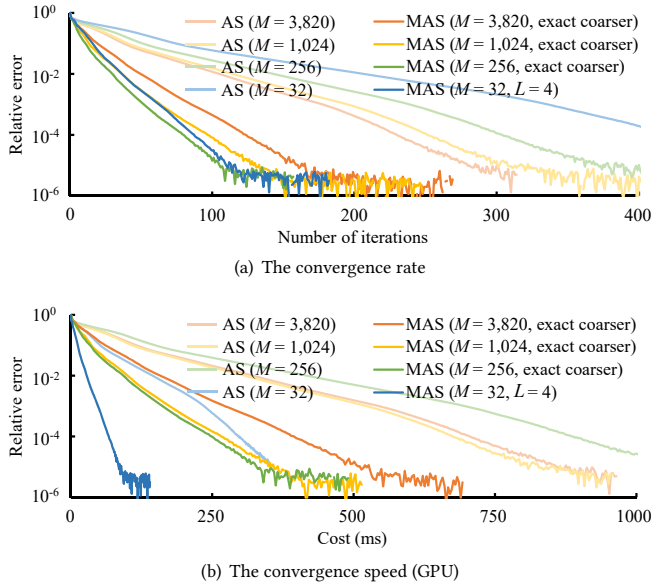 10⁰
10⁻²
10⁻⁴
10⁻⁶
Relative error
AS (M = 3,820)
AS (M = 1,024)
AS (M = 256)
AS (M = 32)
MAS (M = 3,820, exact coarser)
MAS (M = 1,024, exact coarser)
MAS (M = 256, exact coarser)
MAS (M = 32, L = 4)
0 100 200 300 400
Number of iterations
(a) The convergence rate
10⁰
10⁻²
10⁻⁴
10⁻⁶
Relative error
AS (M = 3,820)
AS (M = 1,024)
AS (M = 256)
AS (M = 32)
MAS (M = 3,820, exact coarser)
MAS (M = 1,024, exact coarser)
MAS (M = 256, exact coarser)
MAS (M = 32, L = 4)
0 250 500 750 1000
Cost (ms)
(b) The convergence speed (GPU)